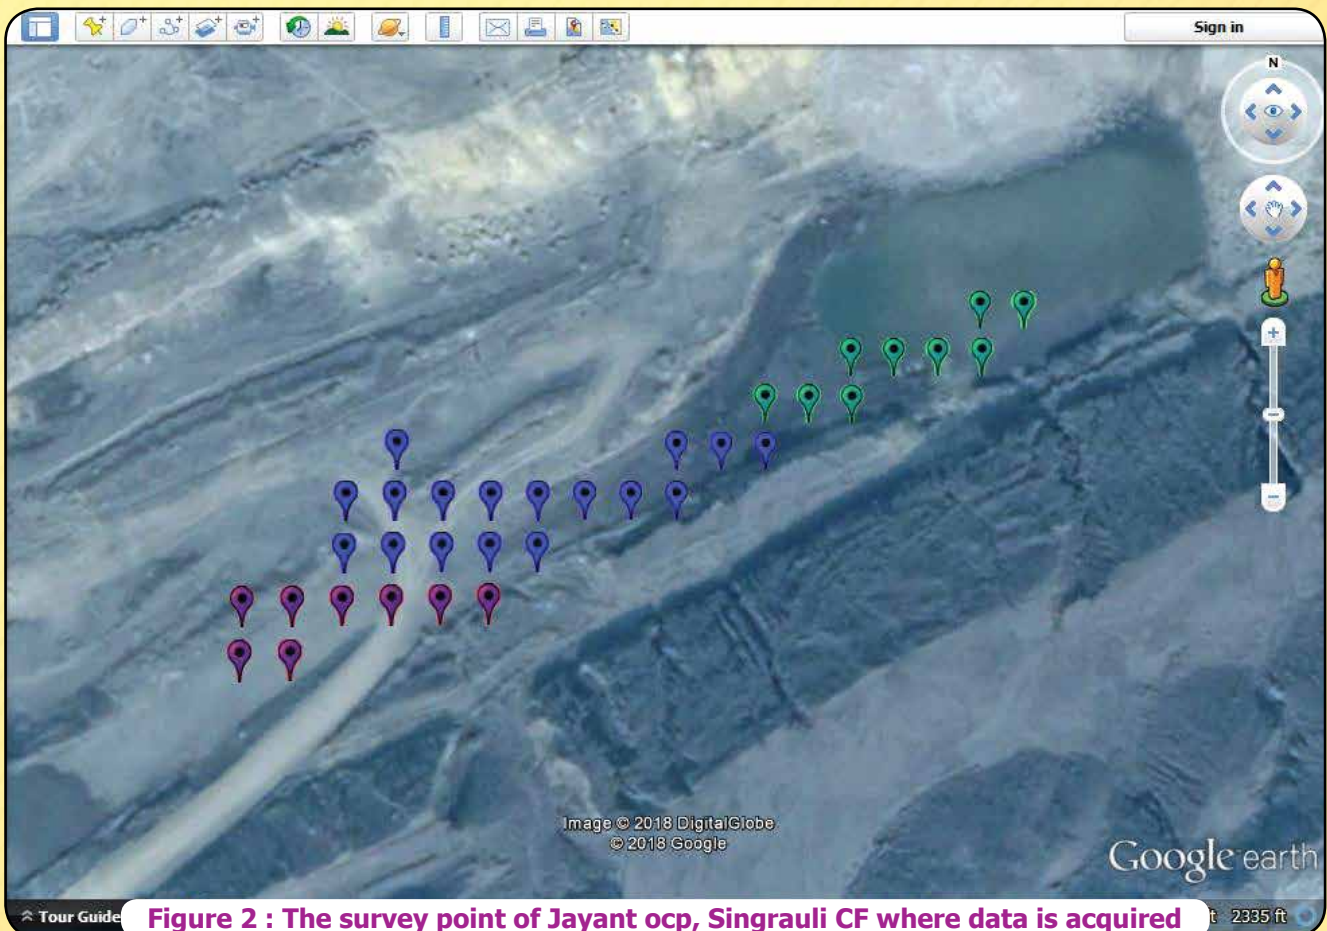 Sign in
N
Image © 2018 DigitalGlobe
© 2018 Google
Google earth
Tour Guide
2335 ft
Figure 2 : The survey point of Jayant ocp, Singrauli CF where data is acquired